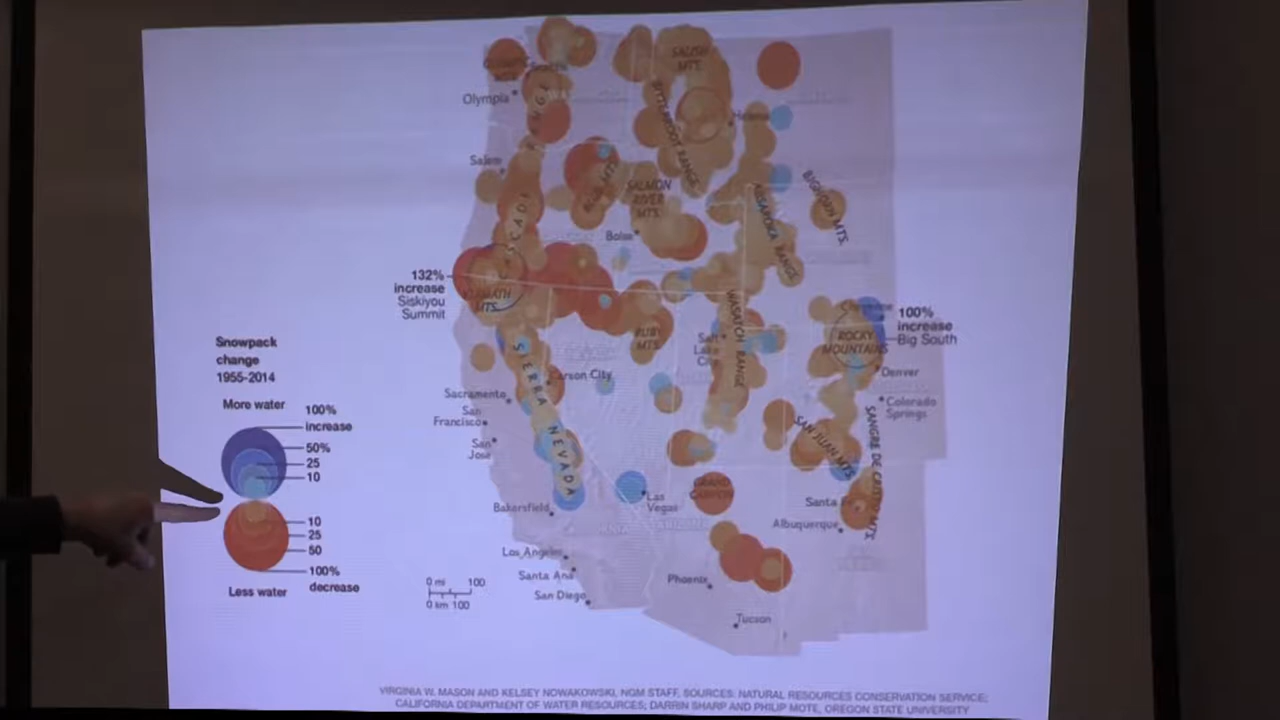 SALISH
MTS.
Seattle
Olympia
BITTERROOT RANGE
Helena
Salem
CASCADE RANGE
BLUE MTS.
SALMON
RIVER
MTS.
ABSAROKA RANGE
BIGHORN MTS.
Boise
132%
increase
Siskiyou
Summit
KLAMATH
MTS.
RUBY
MTS.
WASATCH RANGE
Salt
Lake
City
Cheyenne
ROCKY
MOUNTAINS
100%
increase
Big South
Denver
Colorado
Springs
Snowpack
change
1955-2014
More water
100%
increase
50%
25
10
10
25
50
100%
decrease
Less water
SIERRA NEVADA
Carson City
Sacramento
San
Francisco
San
Jose
SAN JUAN MTS.
SANGRE DE CRISTO MTS.
Bakersfield
Las
Vegas
GRAND
CANYON
Santa Fe
Albuquerque
Los Angeles
Santa Ana
San Diego
Phoenix
Tucson
0 mi 100
0 km 100
VIRGINIA W. MASON AND KELSEY NOWAKOWSKI, NGM STAFF. SOURCES: NATURAL RESOURCES CONSERVATION SERVICE;
CALIFORNIA DEPARTMENT OF WATER RESOURCES; DARRIN SHARP AND PHILIP MOTE, OREGON STATE UNIVERSITY